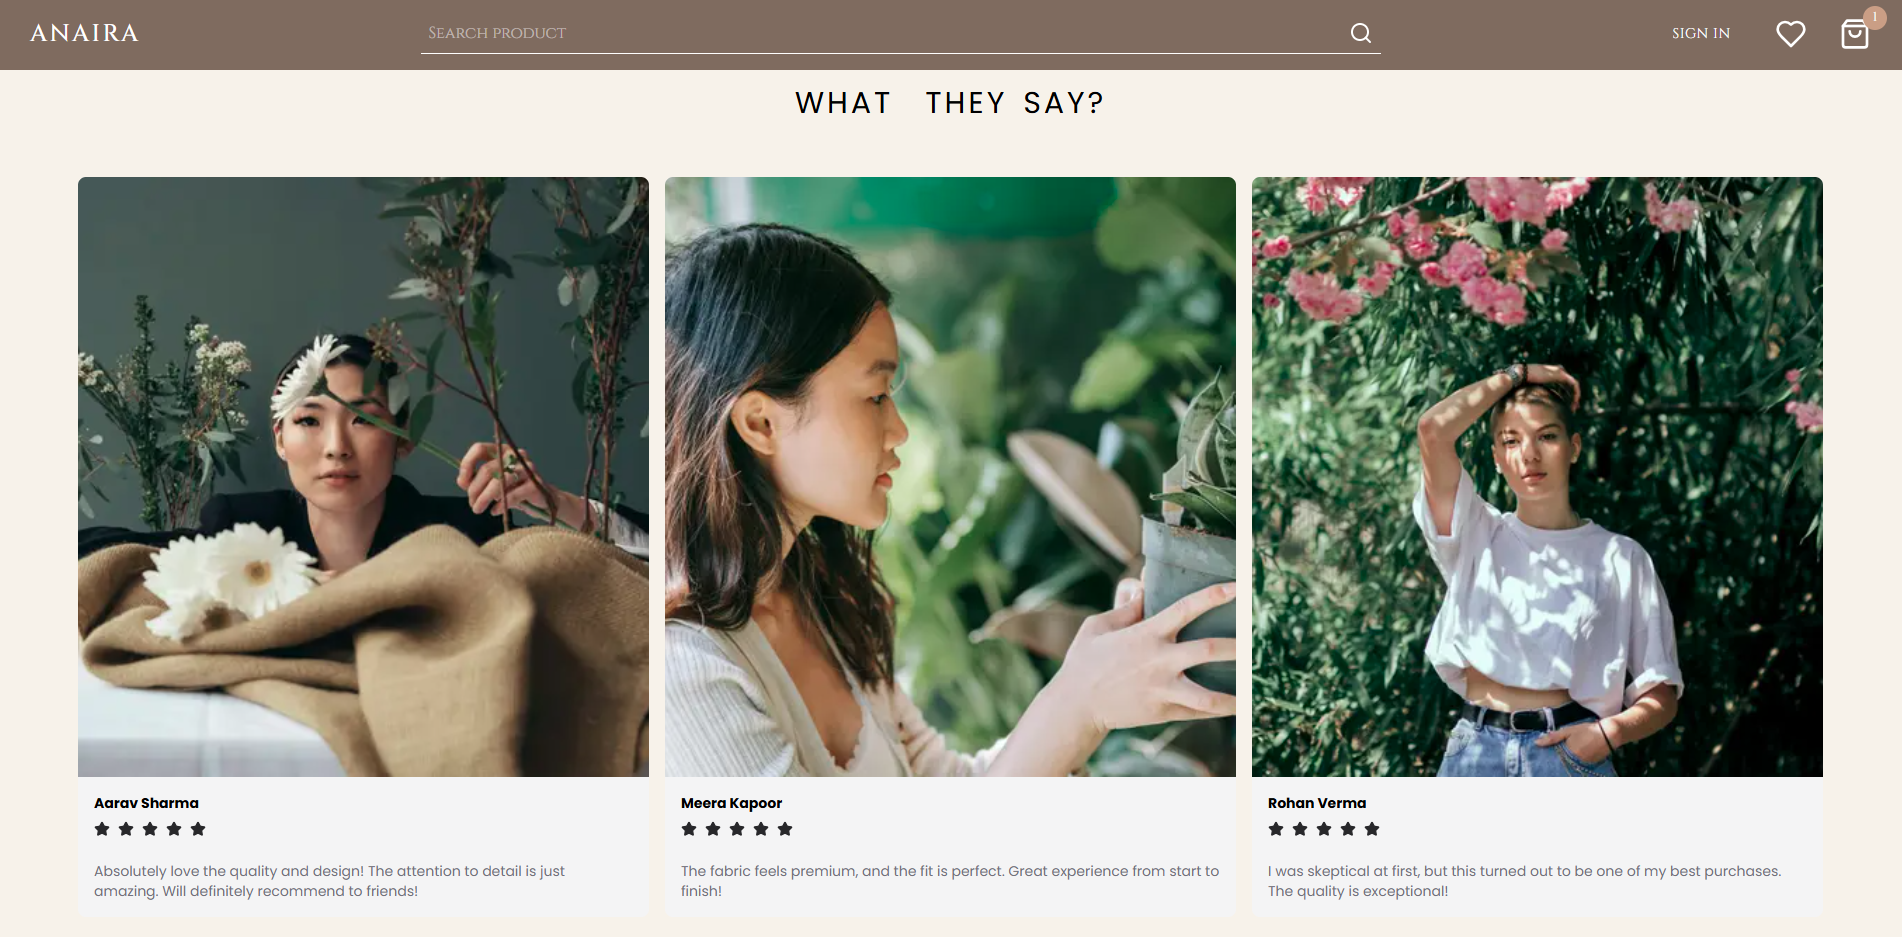 ANAIRA
Search product
SIGN IN
1
WHAT THEY SAY?
Aarav Sharma
Absolutely love the quality and design! The attention to detail is just
amazing. Will definitely recommend to friends!
Meera Kapoor
The fabric feels premium, and the fit is perfect. Great experience from start to
finish!
Rohan Verma
I was skeptical at first, but this turned out to be one of my best purchases.
The quality is exceptional!